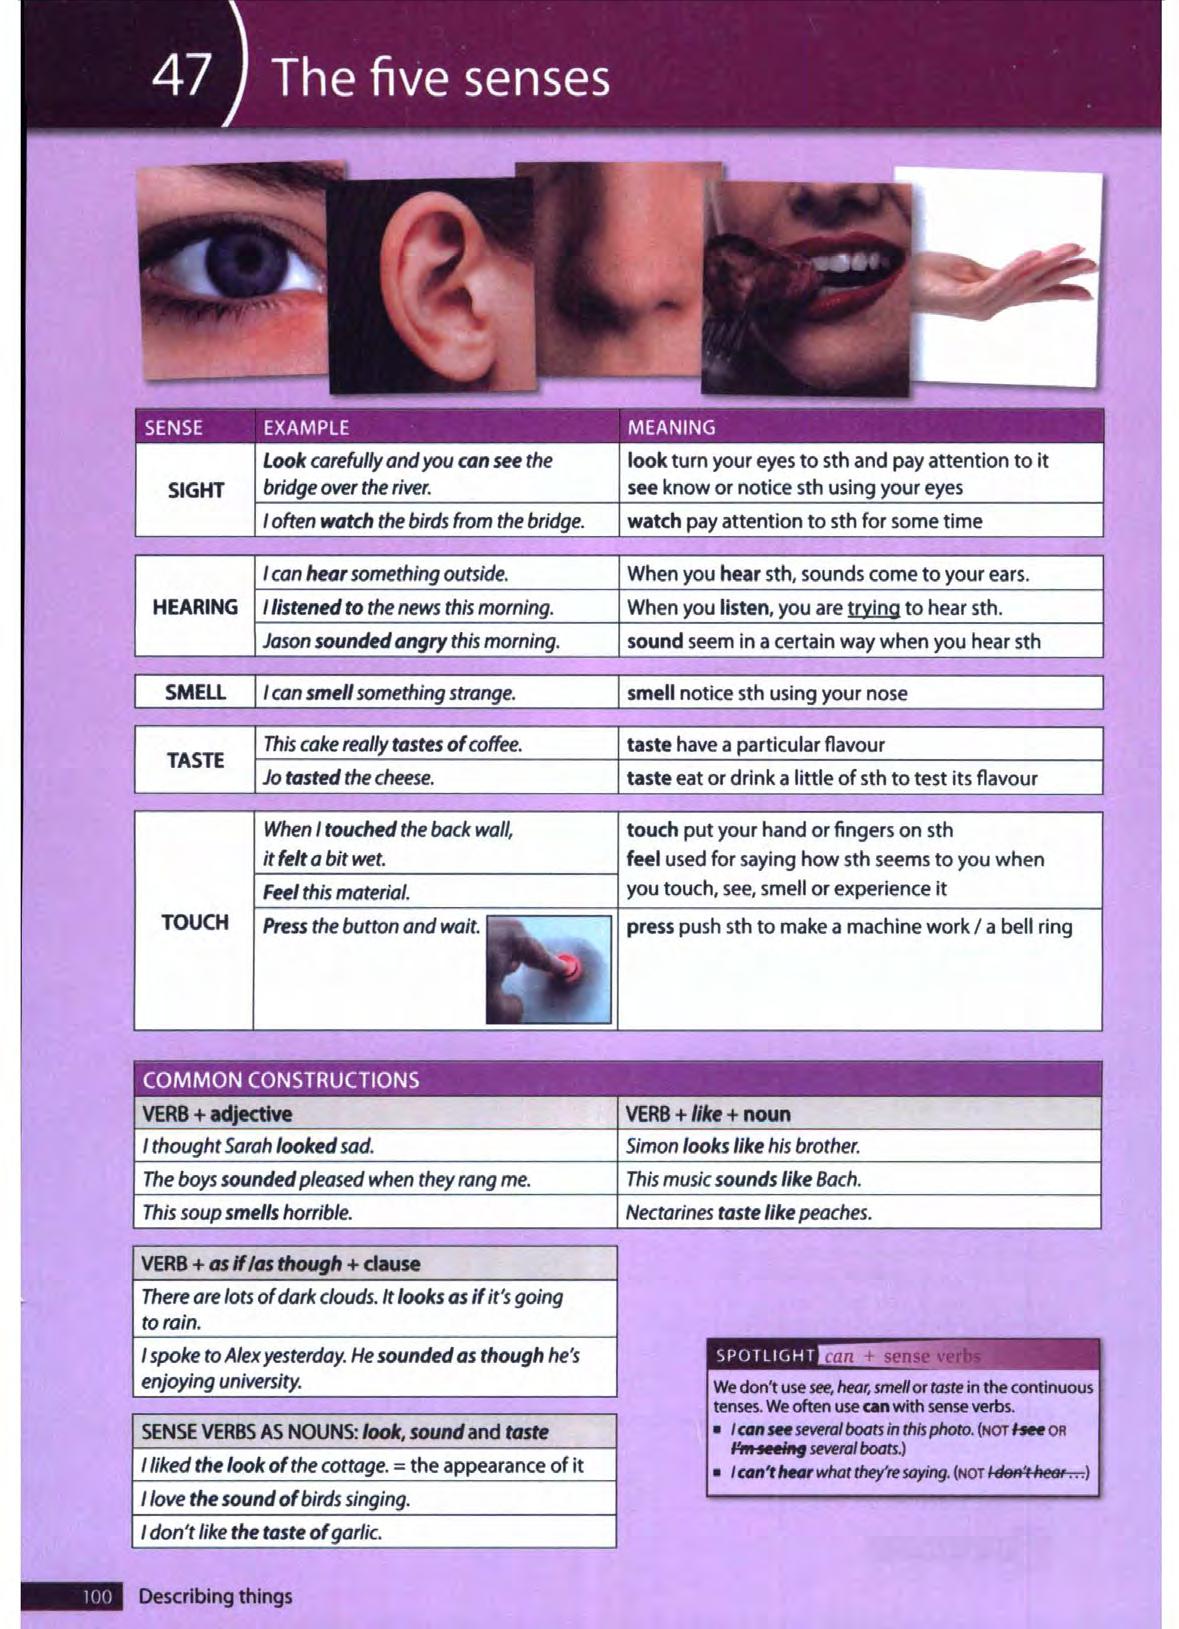 47 The five senses
SENSE EXAMPLE MEANING
SIGHT
Look carefully and you can see the
bridge over the river.
look turn your eyes to sth and pay attention to it
see know or notice sth using your eyes
I often watch the birds from the bridge.
watch pay attention to sth for some time
HEARING
I can hear something outside.
When you hear sth, sounds come to your ears.
I listened to the news this morning.
When you listen, you are trying to hear sth.
Jason sounded angry this morning.
sound seem in a certain way when you hear sth
SMELL
I can smell something strange.
smell notice sth using your nose
TASTE
This cake really tastes of coffee.
taste have a particular flavour
Jo tasted the cheese.
taste eat or drink a little of sth to test its flavour
TOUCH
When I touched the back wall,
it felt a bit wet.
Feel this material.
touch put your hand or fingers on sth
feel used for saying how sth seems to you when
you touch, see, smell or experience it
Press the button and wait.
press push sth to make a machine work / a bell ring
COMMON CONSTRUCTIONS
VERB + adjective
I thought Sarah looked sad.
The boys sounded pleased when they rang me.
This soup smells horrible.
VERB + like + noun
Simon looks like his brother.
This music sounds like Bach.
Nectarines taste like peaches.
VERB + as if/as though + clause
There are lots of dark clouds. It looks as if it's going
to rain.
I spoke to Alex yesterday. He sounded as though he's
enjoying university.
SENSE VERBS AS NOUNS: look, sound and taste
I liked the look of the cottage. = the appearance of it
I love the sound of birds singing.
I don't like the taste of garlic.
SPOTLIGHT can + sense verbs
We don't use see, hear, smell or taste in the continuous
tenses. We often use can with sense verbs.
▪ I can see several boats in this photo. (NOT I see OR
I'm seeing several boats.)
▪ I can't hear what they're saying. (NOT I don't hear ...)
100 Describing things